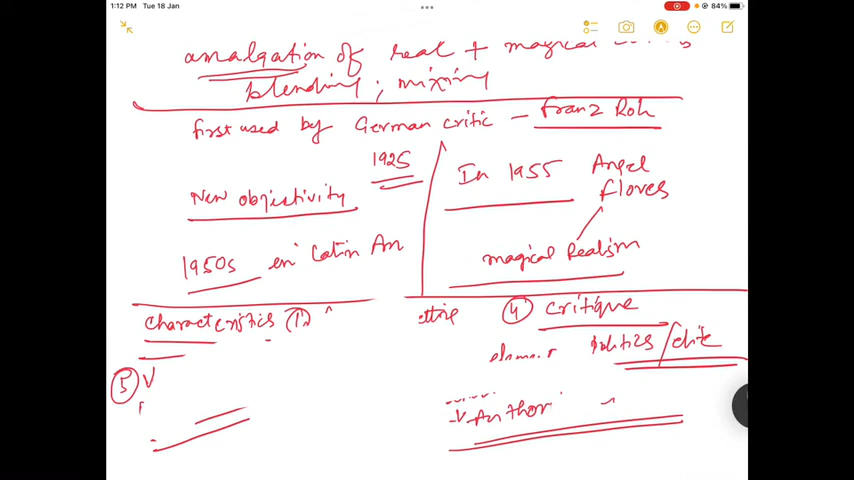 1:12 PM Tue 18 Jan
84%
amalgation of real + magical
blending ; mixing
first used by German critic - Franz Roh
1925
New objectivity
1950s in Latin Am
In 1955 Angel
flores
magical Realism
characteristics (1)
(4) critique
politics/elite
(5)
Author